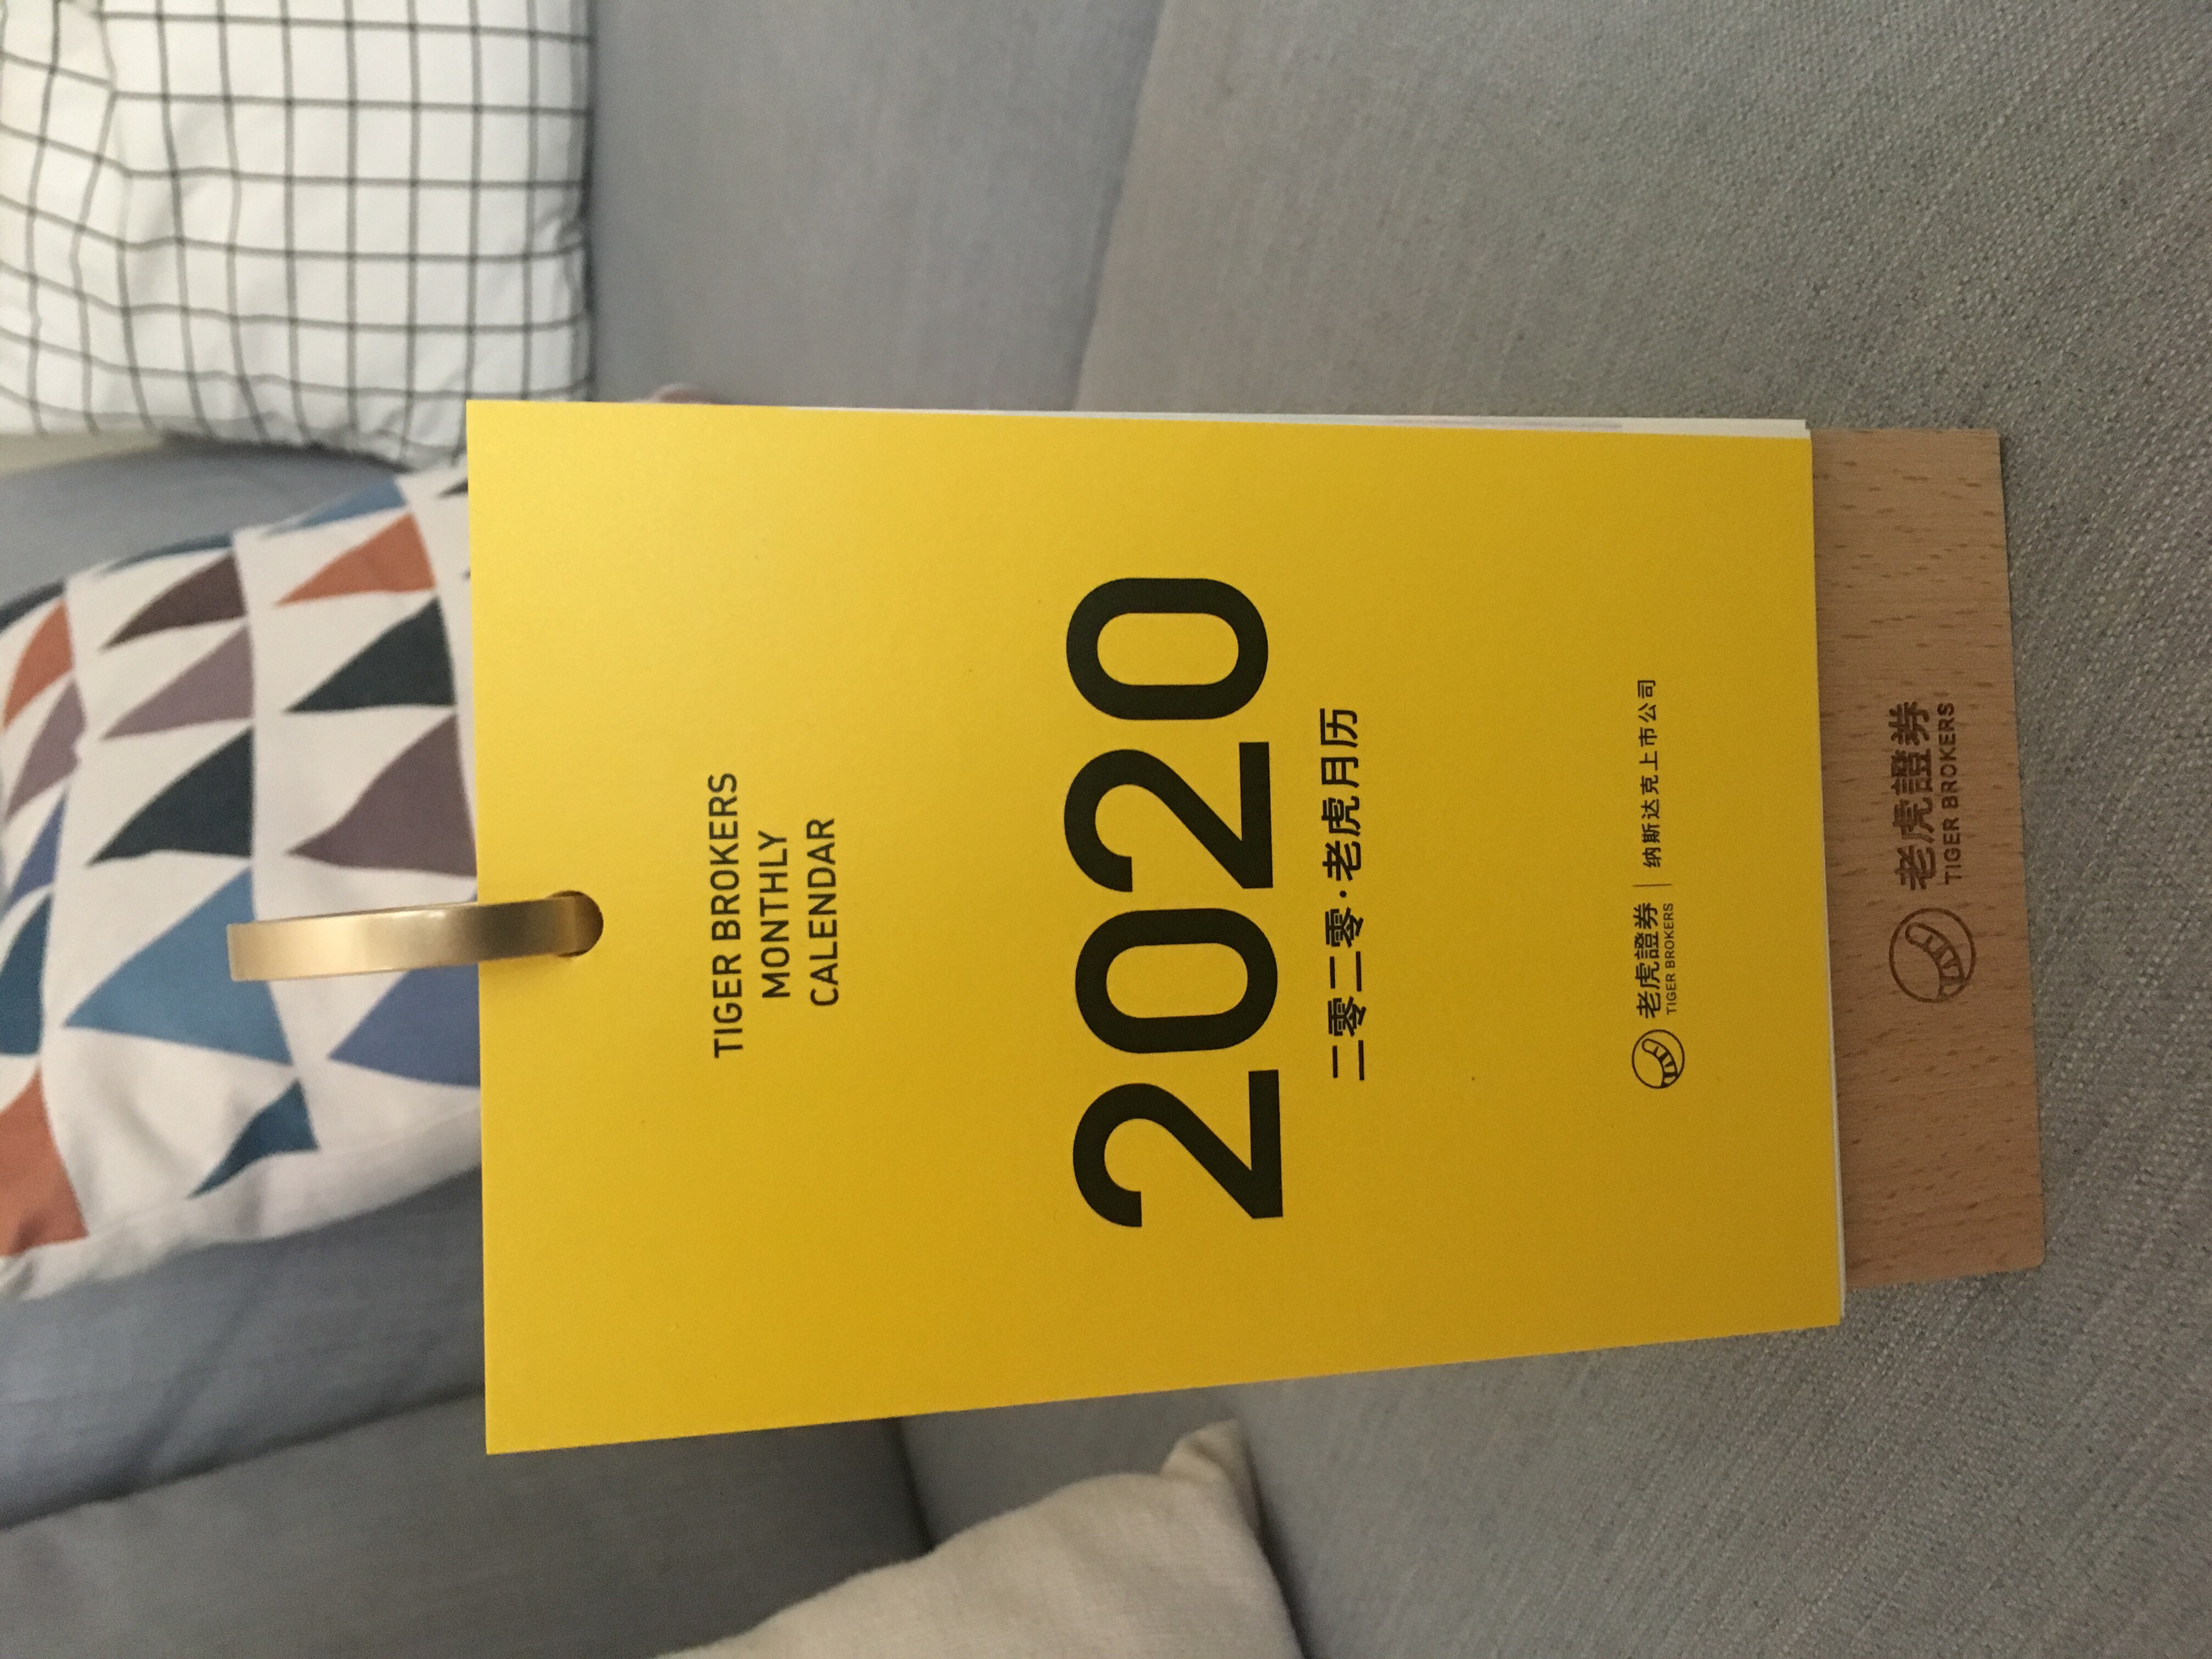 TIGER BROKERS
MONTHLY
CALENDAR
2020
二零二零·老虎月历
老虎證券 | 纳斯达克上市公司
TIGER BROKERS
老虎證券
TIGER BROKERS